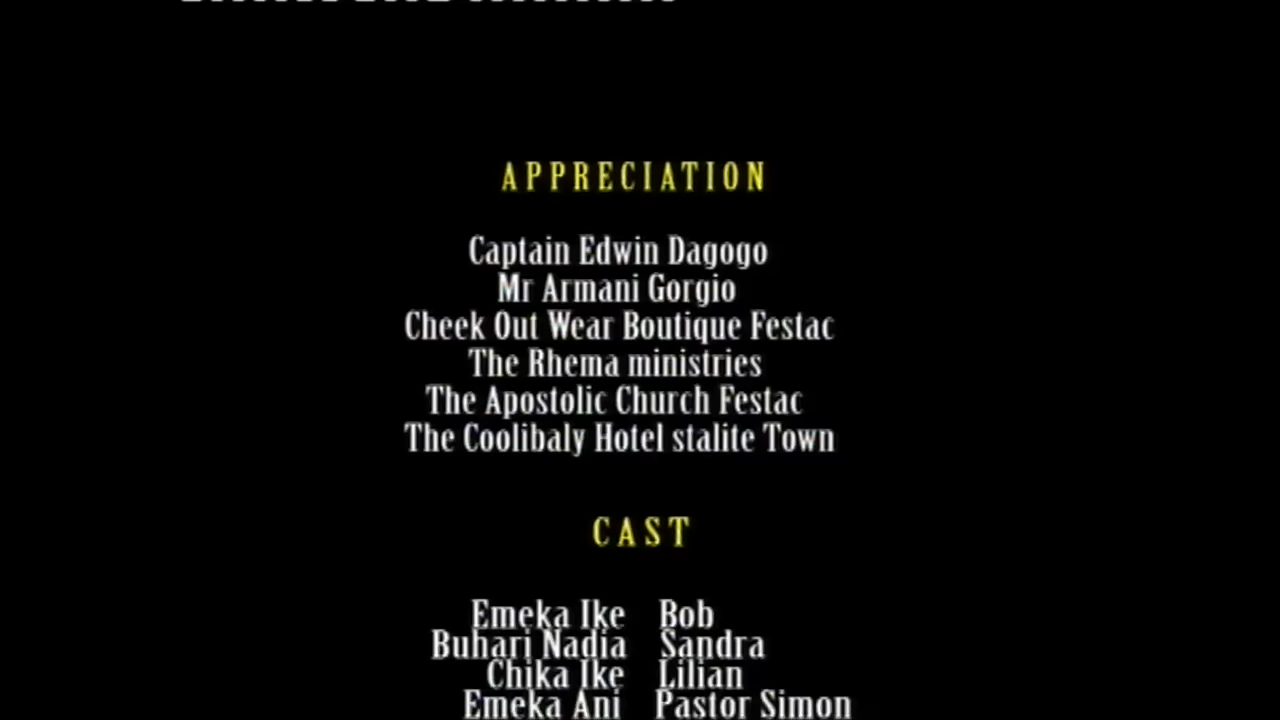 APPRECIATION
Captain Edwin Dagogo
Mr Armani Gorgio
Cheek Out Wear Boutique Festac
The Rhema ministries
The Apostolic Church Festac
The Coolibaly Hotel stalite Town
CAST
Emeka Ike Bob
Buhari Nadia Sandra
Chika Ike Lilian
Emeka Ani Pastor Simon